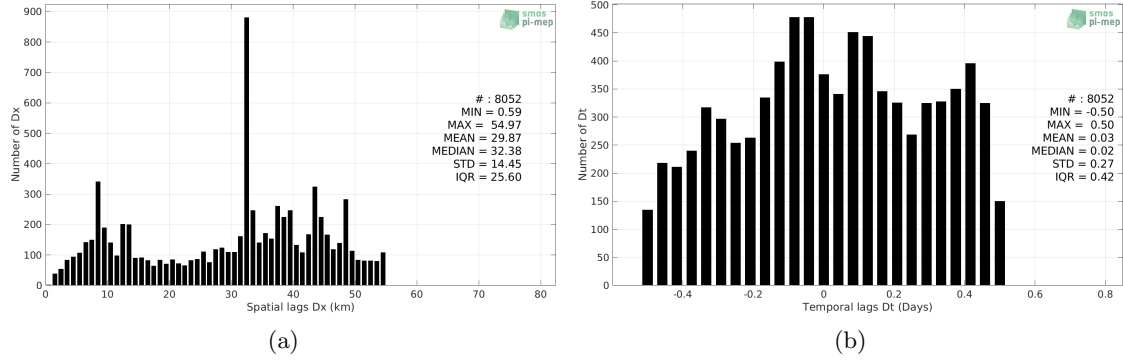 smos
pi-mep
900
800
700
600
500
400
300
200
100
0
Number of Dx
# : 8052
MIN = 0.59
MAX = 54.97
MEAN = 29.87
MEDIAN = 32.38
STD = 14.45
IQR = 25.60
0 10 20 30 40 50 60 70 80
Spatial lags Dx (km)
(a)
smos
pi-mep
500
450
400
350
300
250
200
150
100
50
0
Number of Dt
# : 8052
MIN = -0.50
MAX = 0.50
MEAN = 0.03
MEDIAN = 0.02
STD = 0.27
IQR = 0.42
-0.4 -0.2 0 0.2 0.4 0.6 0.8
Temporal lags Dt (Days)
(b)